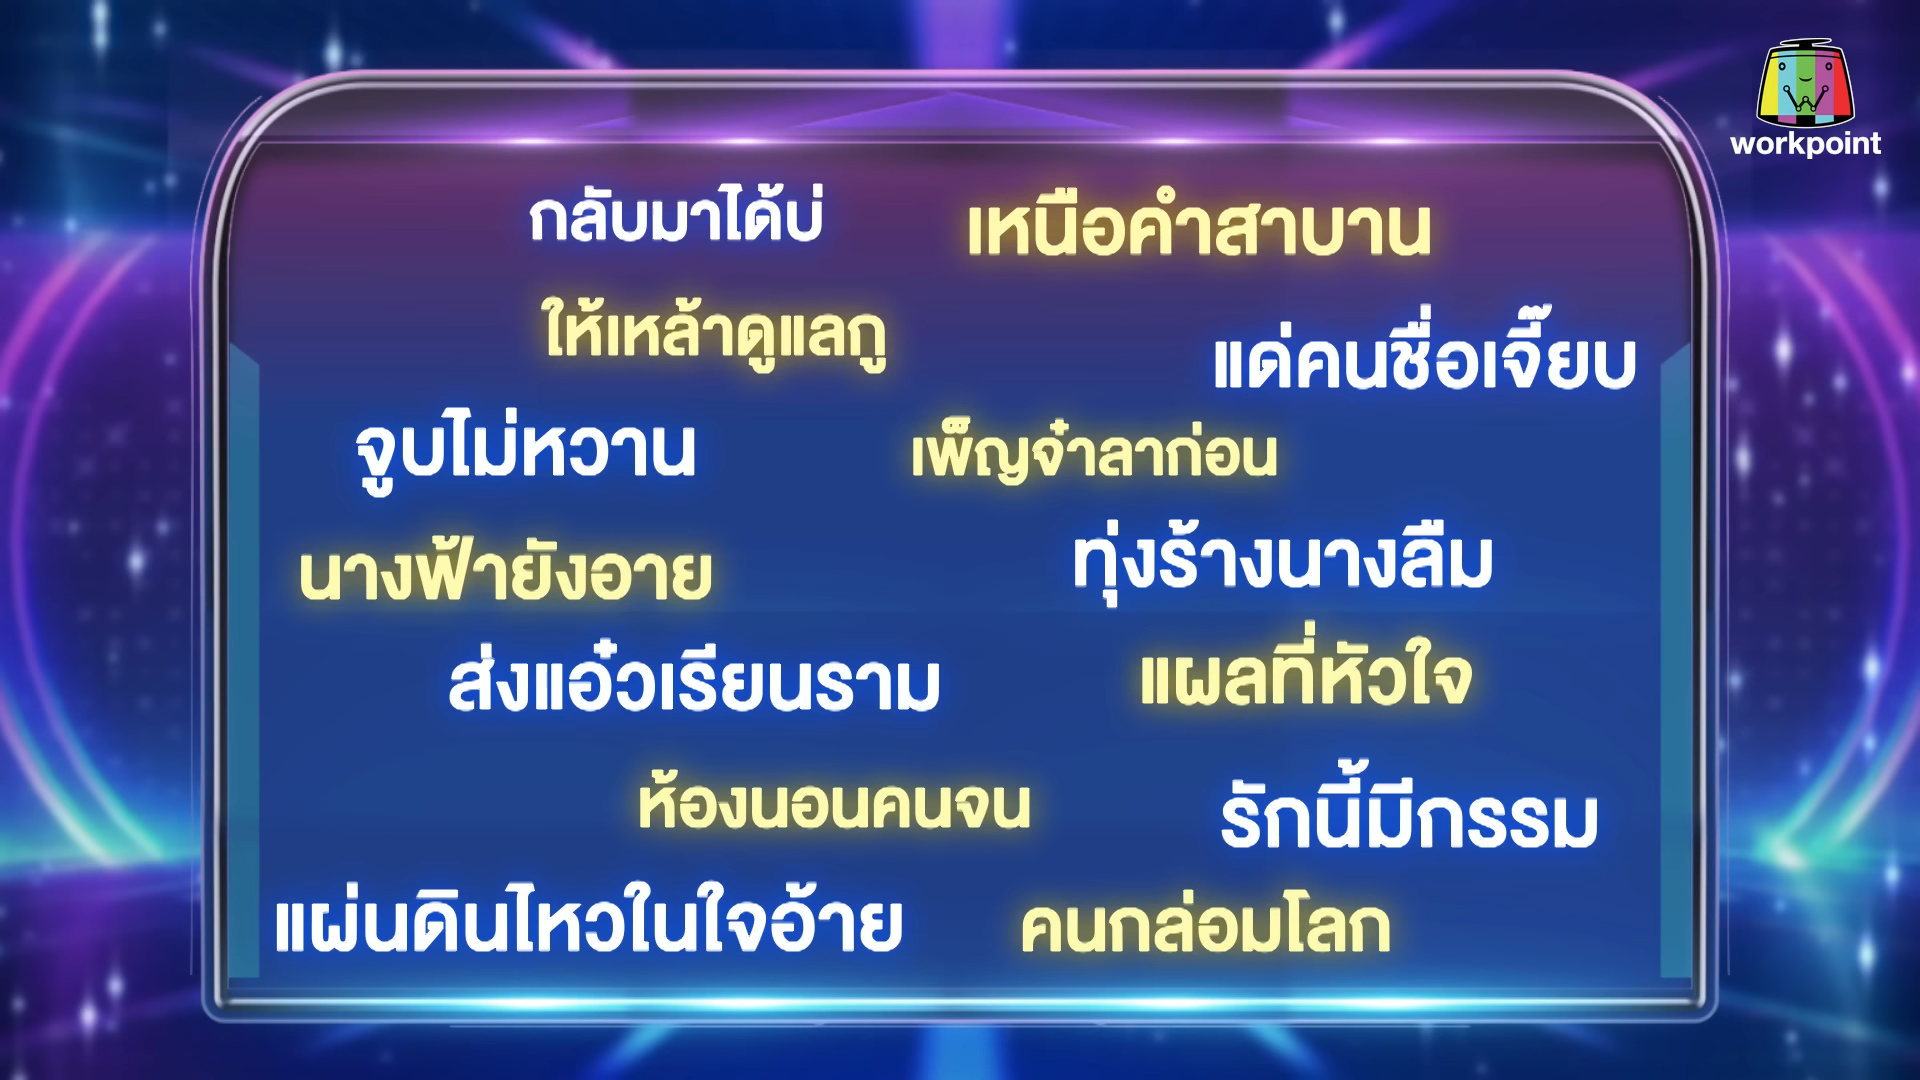 workpoint
กลับมาได้บ่
เหนือคำสาบาน
ให้เหล้าดูแลกู
แด่คนชื่อเจี๊ยบ
จูบไม่หวาน
เพ็ญจ๋าลาก่อน
นางฟ้ายังอาย
ทุ่งร้างนางลืม
ส่งแอ๋วเรียนราม
แผลที่หัวใจ
ห้องนอนคนจน
รักนี้มีกรรม
แผ่นดินไหวในใจอ้าย
คนกล่อมโลก